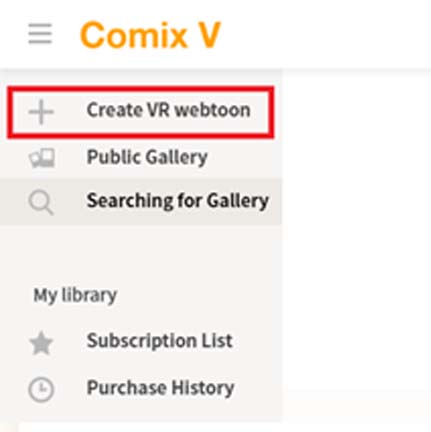 Comix V
Create VR webtoon
Public Gallery
Searching for Gallery
My library
Subscription List
Purchase History